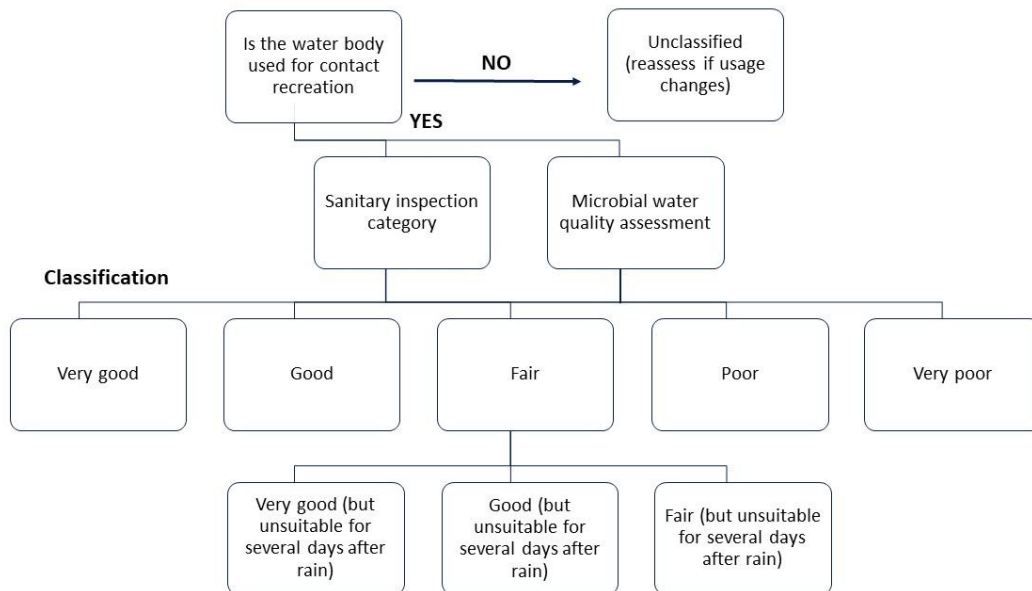 Is the water body
used for contact
recreation
NO
Unclassified
(reassess if usage
changes)
YES
Sanitary inspection
category
Microbial water
quality assessment
Classification
Very good
Good
Fair
Poor
Very poor
Very good (but
unsuitable for
several days after
rain)
Good (but
unsuitable for
several days after
rain)
Fair (but unsuitable
for several days
after rain)